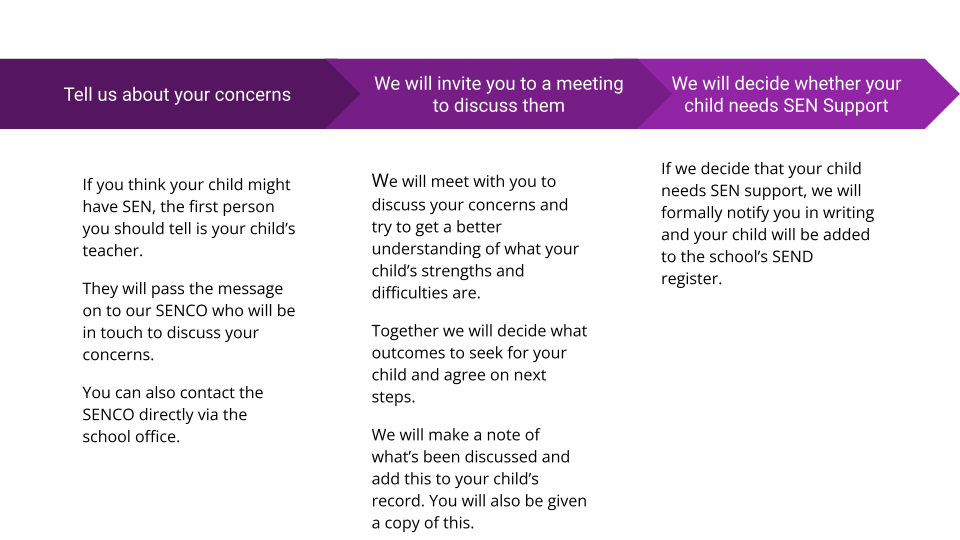 Tell us about your concerns
We will invite you to a meeting
to discuss them
We will decide whether your
child needs SEN Support
If you think your child might
have SEN, the first person
you should tell is your child’s
teacher.
They will pass the message
on to our SENCO who will be
in touch to discuss your
concerns.
You can also contact the
SENCO directly via the
school office.
We will meet with you to
discuss your concerns and
try to get a better
understanding of what your
child’s strengths and
difficulties are.
Together we will decide what
outcomes to seek for your
child and agree on next
steps.
We will make a note of
what’s been discussed and
add this to your child’s
record. You will also be given
a copy of this.
If we decide that your child
needs SEN support, we will
formally notify you in writing
and your child will be added
to the school’s SEND
register.